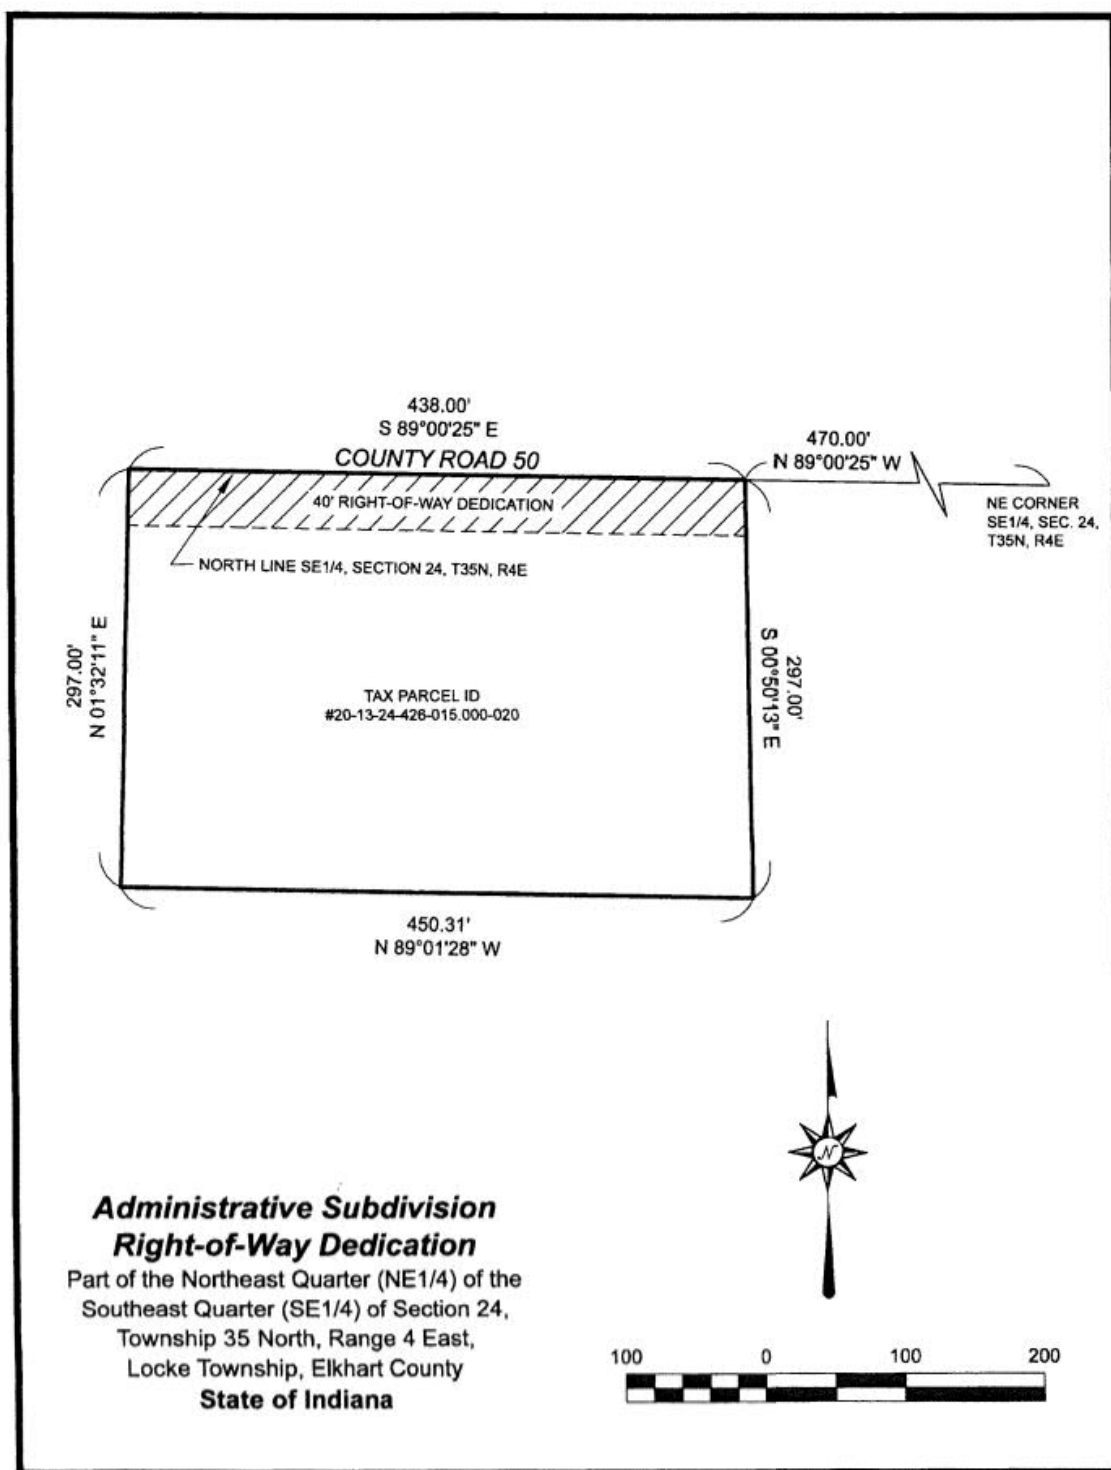 438.00'
S 89°00'25" E
COUNTY ROAD 50
470.00'
N 89°00'25" W
40' RIGHT-OF-WAY DEDICATION
NE CORNER
SE1/4, SEC. 24,
T35N, R4E
NORTH LINE SE1/4, SECTION 24, T35N, R4E
297.00'
N 01°32'11" E
297.00'
S 00°50'13" E
TAX PARCEL ID
#20-13-24-426-015.000-020
450.31'
N 89°01'28" W
N
Administrative Subdivision
Right-of-Way Dedication
Part of the Northeast Quarter (NE1/4) of the
Southeast Quarter (SE1/4) of Section 24,
Township 35 North, Range 4 East,
Locke Township, Elkhart County
State of Indiana
100 0 100 200